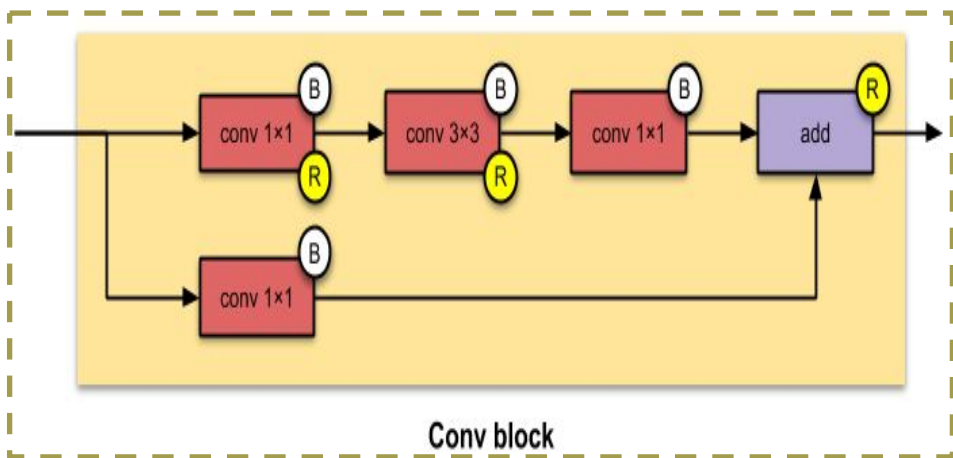 B B B R
conv 1×1 conv 3×3 conv 1×1 add
R R
B
conv 1×1
Conv block